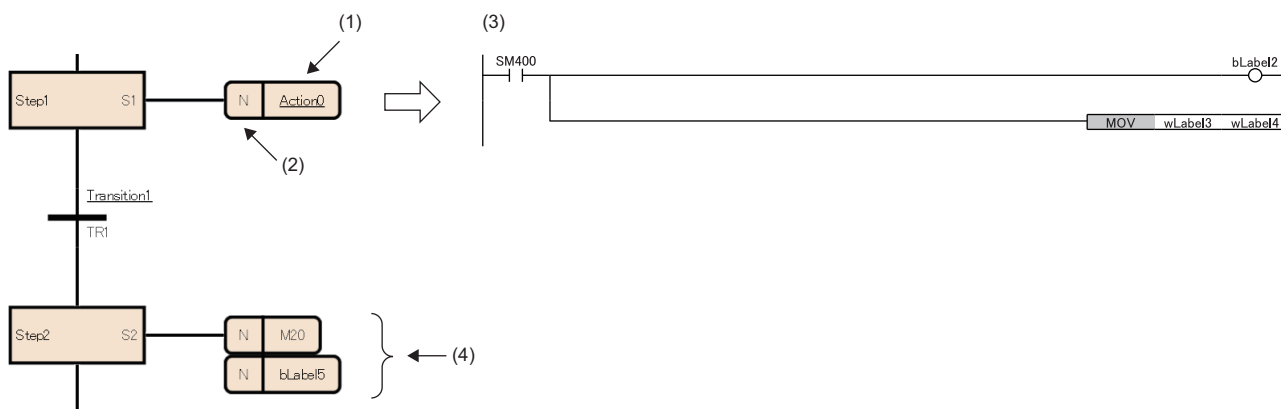 (1)
(3)
SM400
bLabel2
Step1 S1
N Action0
MOV wLabel3 wLabel4
(2)
Transition1
TR1
Step2 S2
N M20
(4)
N bLabel5